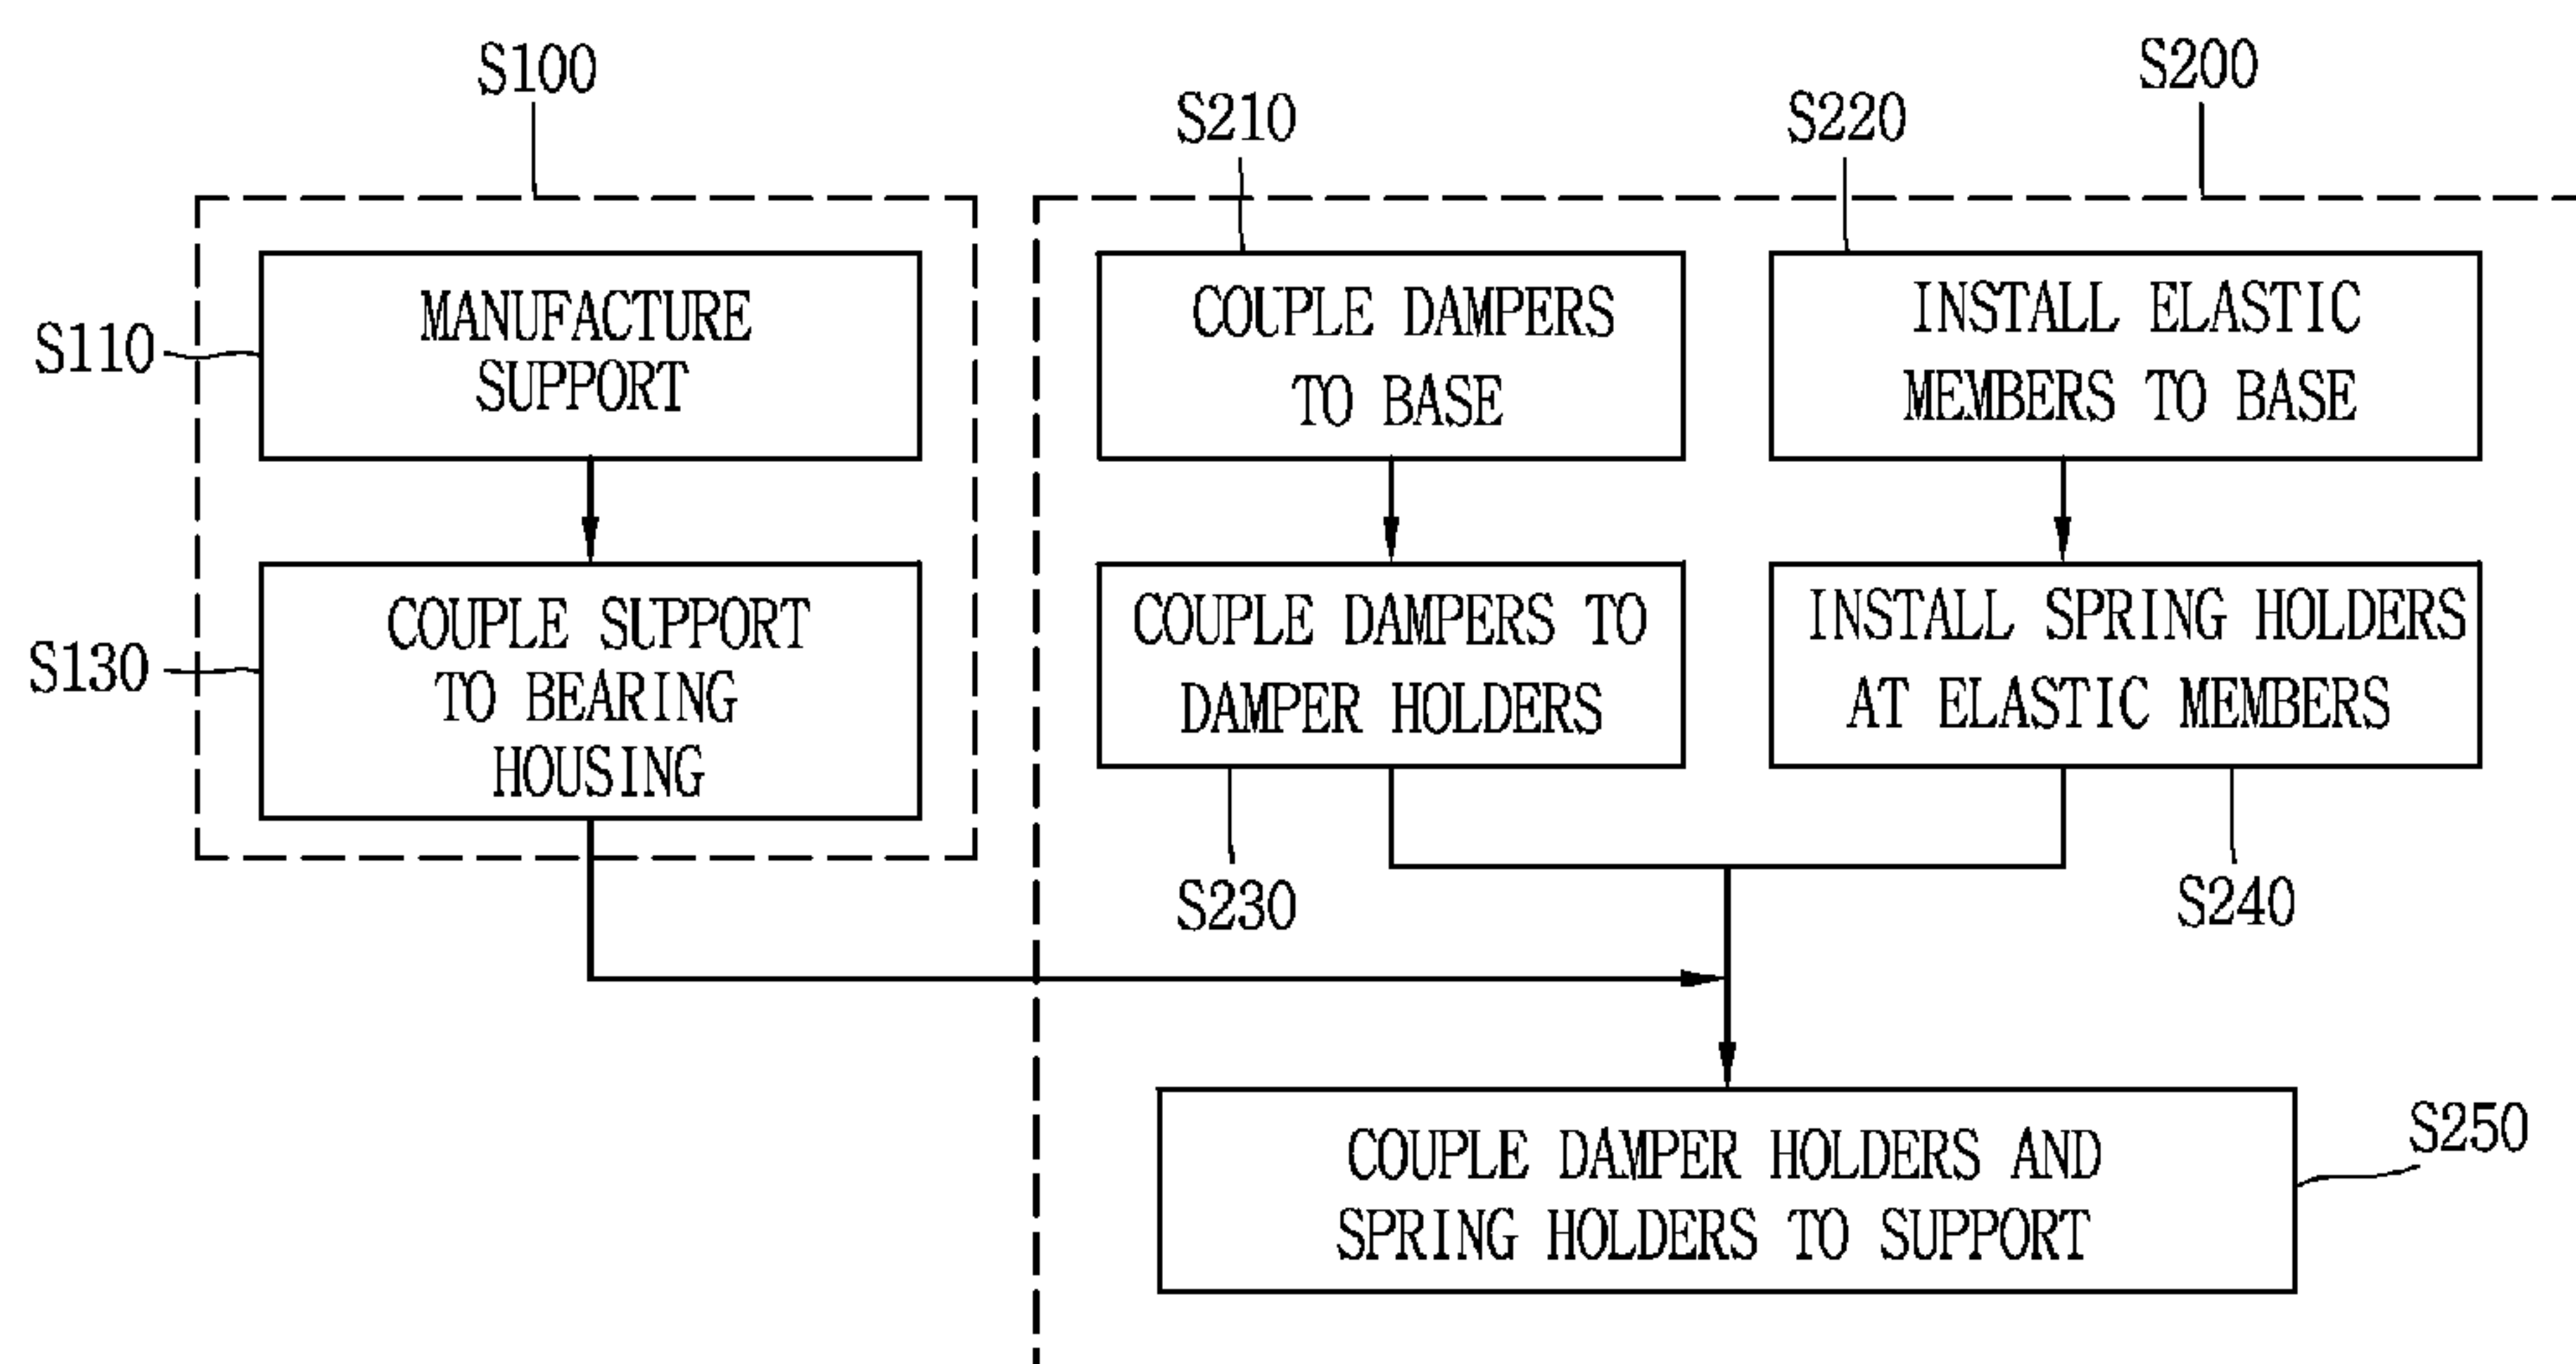 S100
S200
S210
S220
S110
MANUFACTURE
SUPPORT
COUPLE DAMPERS
TO BASE
INSTALL ELASTIC
MEMBERS TO BASE
S130
COUPLE SUPPORT
TO BEARING
HOUSING
COUPLE DAMPERS TO
DAMPER HOLDERS
INSTALL SPRING HOLDERS
AT ELASTIC MEMBERS
S230
S240
COUPLE DAMPER HOLDERS AND
SPRING HOLDERS TO SUPPORT
S250